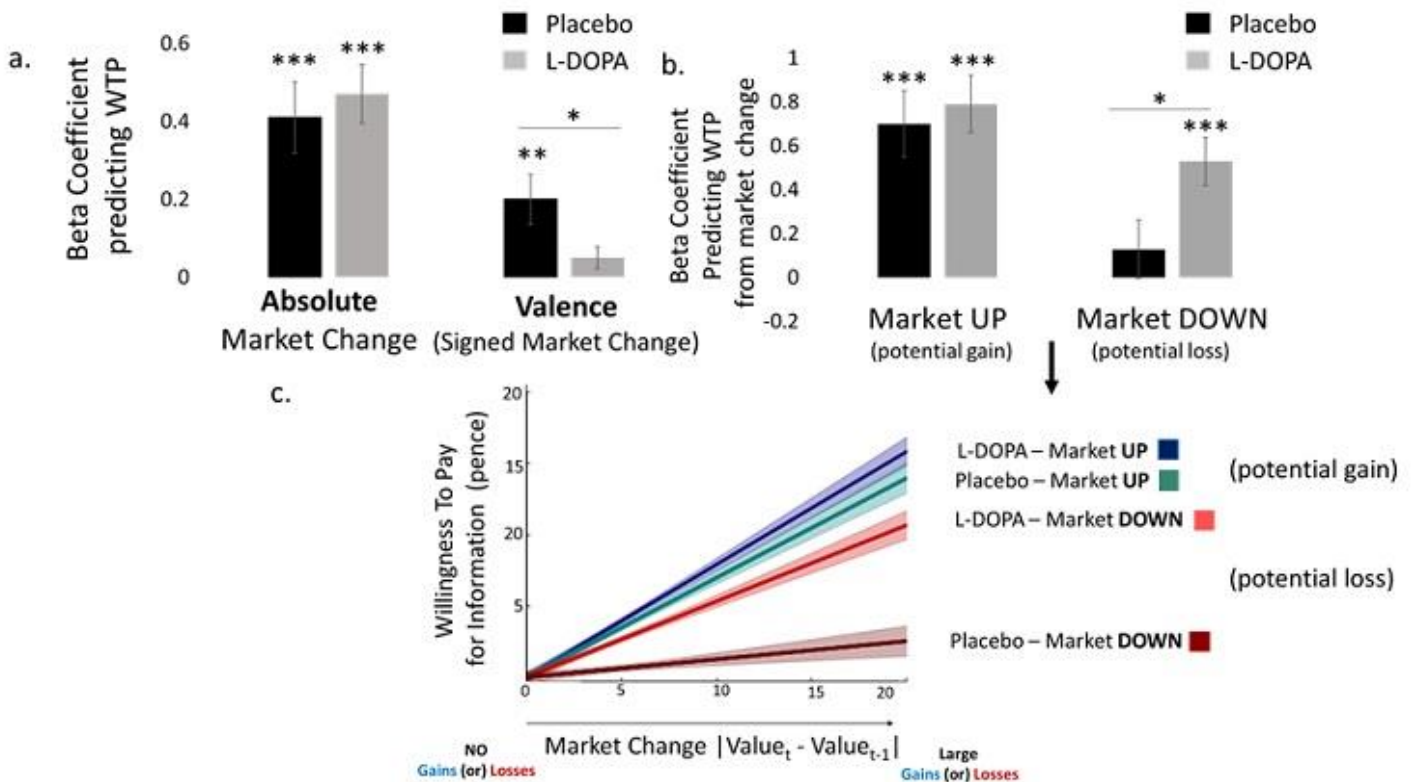 a.
Placebo
L-DOPA
Beta Coefficient
predicting WTP
0.6
0.4
0.2
0
*** ***
**
*
Absolute
Market Change
Valence
(Signed Market Change)
b.
Placebo
L-DOPA
Beta Coefficient
Predicting WTP
from market change
1
0.8
0.6
0.4
0.2
0
-0.2
*** ***
*
***
Market UP
(potential gain)
Market DOWN
(potential loss)
c.
Willingness To Pay
for Information (pence)
20
15
20
5
0 5 10 15 20
Market Change |Valueₜ - Valueₜ₋₁|
NO
Gains (or) Losses
Large
Gains (or) Losses
L-DOPA – Market UP
Placebo – Market UP
(potential gain)
L-DOPA – Market DOWN
(potential loss)
Placebo – Market DOWN